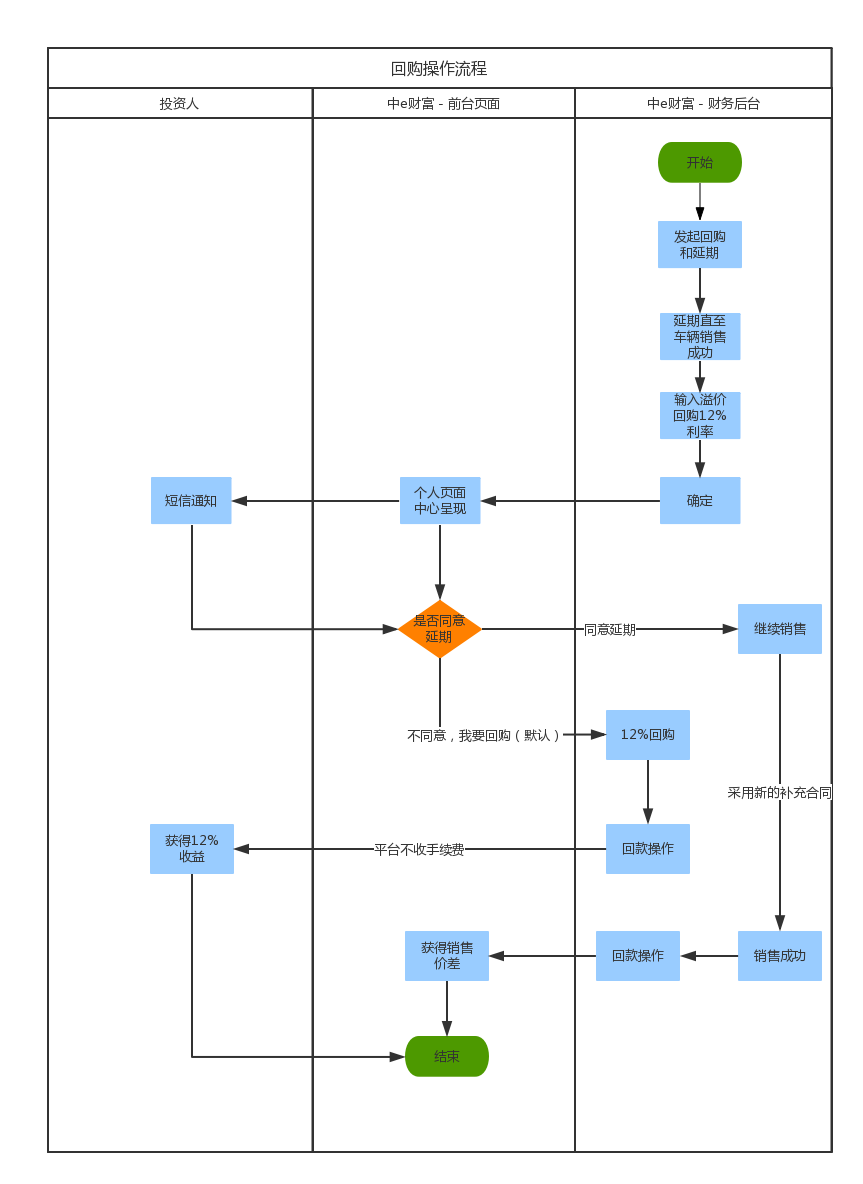 回购操作流程
投资人
中e财富 - 前台页面
中e财富 - 财务后台
开始
发起回购
和延期
延期直至
车辆销售
成功
输入溢价
回购12%
利率
短信通知
个人页面
中心呈现
确定
是否同意
延期
同意延期
继续销售
不同意，我要回购（默认）
12%回购
采用新的补充合同
获得12%
收益
平台不收手续费
回款操作
获得销售
价差
回款操作
销售成功
结束